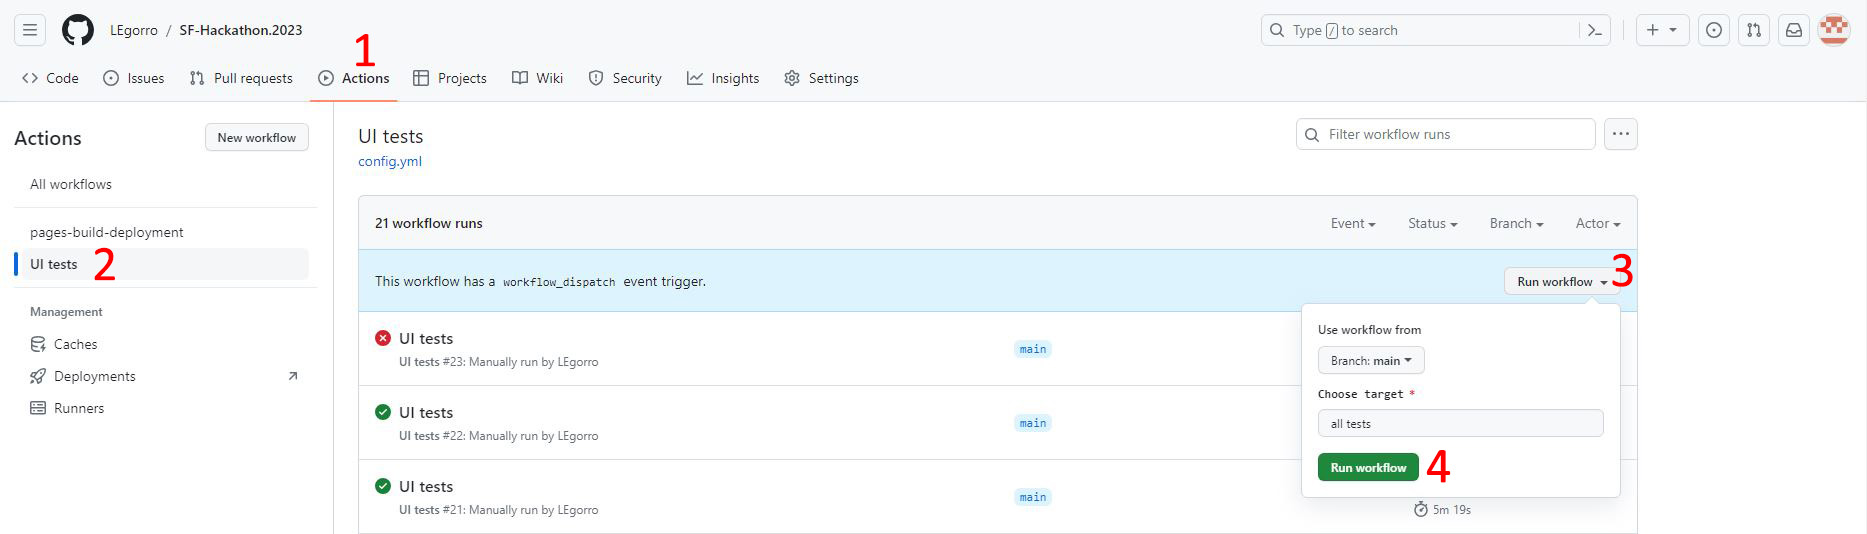 LEgorro / SF-Hackathon.2023
Type / to search
1
Code Issues Pull requests Actions Projects Wiki Security Insights Settings
Actions
New workflow
All workflows
pages-build-deployment
UI tests 2
Management
Caches
Deployments
Runners
UI tests
config.yml
Filter workflow runs
21 workflow runs
Event Status Branch Actor
This workflow has a workflow_dispatch event trigger.
Run workflow 3
UI tests
UI tests #23: Manually run by LEgorro
main
UI tests
UI tests #22: Manually run by LEgorro
main
UI tests
UI tests #21: Manually run by LEgorro
main
5m 19s
Use workflow from
Branch: main
Choose target *
all tests
Run workflow 4